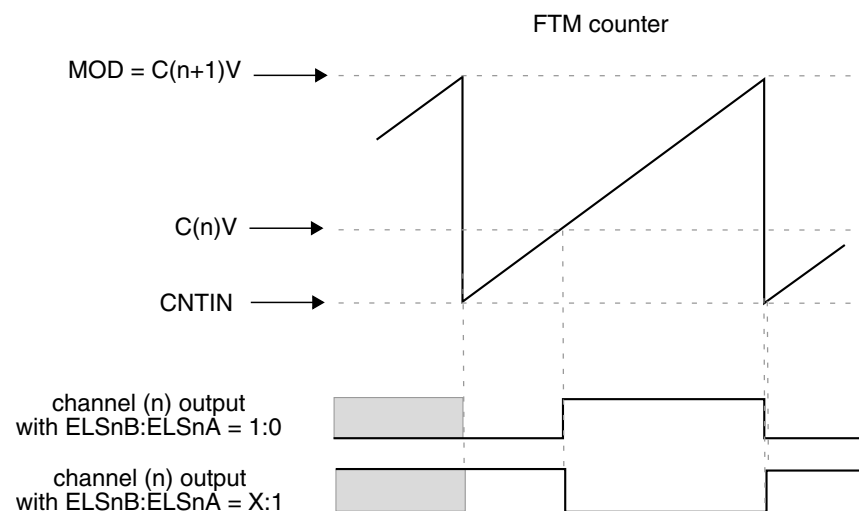 FTM counter
MOD = C(n+1)V
C(n)V
CNTIN
channel (n) output
with ELSnB:ELSnA = 1:0
channel (n) output
with ELSnB:ELSnA = X:1